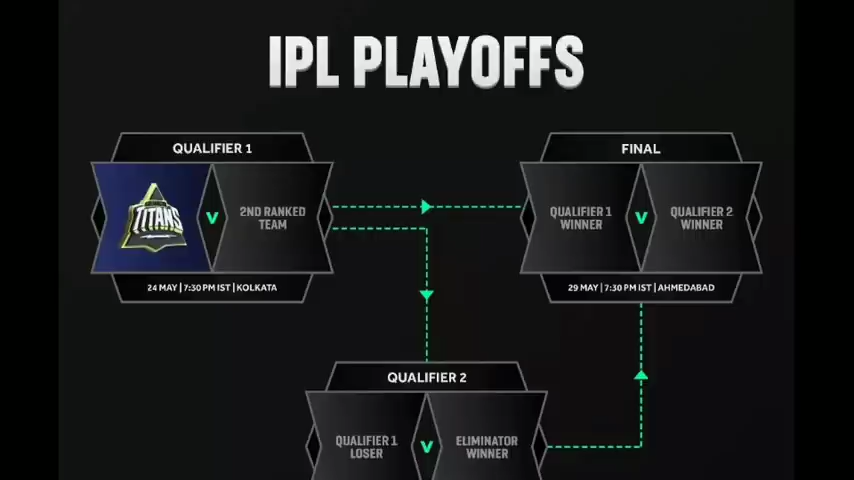 IPL PLAYOFFS
QUALIFIER 1
TITANS
V
2ND RANKED
TEAM
24 MAY | 7:30 PM IST | KOLKATA
FINAL
QUALIFIER 1
WINNER
V
QUALIFIER 2
WINNER
29 MAY | 7:30 PM IST | AHMEDABAD
QUALIFIER 2
QUALIFIER 1
LOSER
V
ELIMINATOR
WINNER